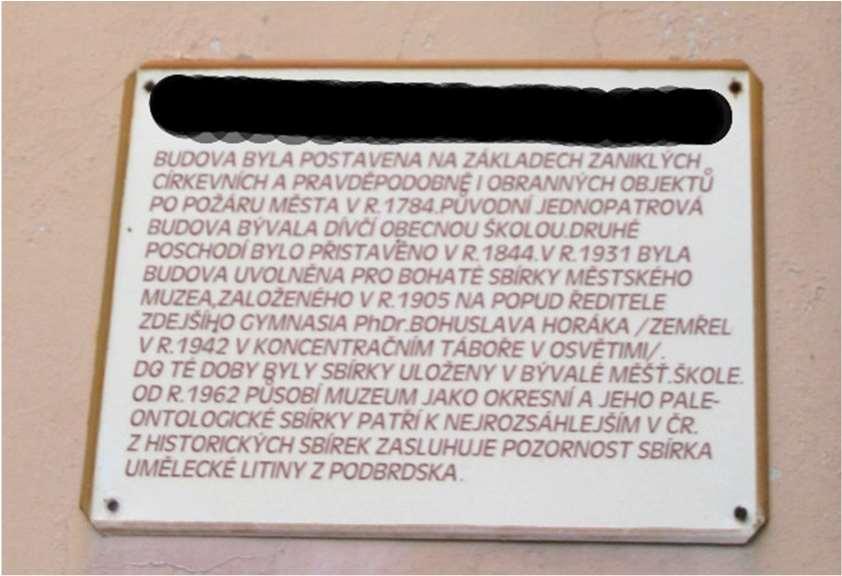 BUDOVA BYLA POSTAVENA NA ZÁKLADECH ZANIKLÝCH
CÍRKEVNÍCH A PRAVDĚPODOBNĚ I OBRANNÝCH OBJEKTŮ
PO POŽÁRU MĚSTA V R.1784.PŮVODNÍ JEDNOPATROVÁ
BUDOVA BÝVALA DÍVČÍ OBECNOU ŠKOLOU.DRUHÉ
POSCHODÍ BYLO PŘISTAVĚNO V R.1844.V R.1931 BYLA
BUDOVA UVOLNĚNA PRO BOHATÉ SBÍRKY MĚSTSKÉHO
MUZEA,ZALOŽENÉHO V R.1905 NA POPUD ŘEDITELE
ZDEJŠÍHO GYMNASIA PhDr.BOHUSLAVA HORÁKA /ZEMŘEL
V R.1942 V KONCENTRAČNÍM TÁBOŘE V OSVĚTIMI/.
DO TÉ DOBY BYLY SBÍRKY ULOŽENY V BÝVALÉ MĚŠŤ.ŠKOLE.
OD R.1962 PŮSOBÍ MUZEUM JAKO OKRESNÍ A JEHO PALE-
ONTOLOGICKÉ SBÍRKY PATŘÍ K NEJROZSÁHLEJŠÍM V ČR.
Z HISTORICKÝCH SBÍREK ZASLUHUJE POZORNOST SBÍRKA
UMĚLECKÉ LITINY Z PODBRDSKA.